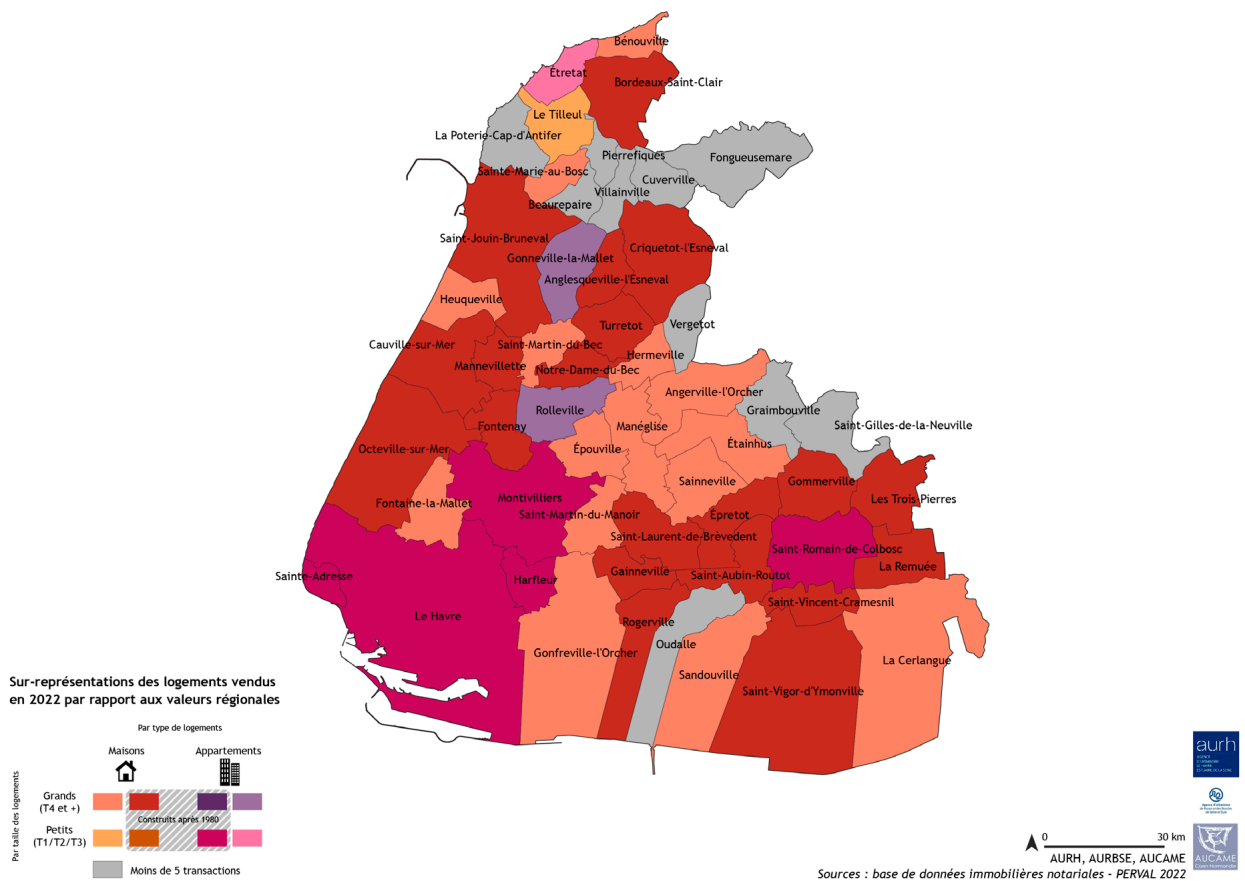 Bénouville
Étretat
Bordeaux-Saint-Clair
Le Tilleul
La Poterie-Cap-d'Antifer
Pierrefiques
Fongueusemare
Sainte-Marie-au-Bosc
Cuverville
Villainville
Beaurepaire
Saint-Jouin-Bruneval
Criquetot-l'Esneval
Gonneville-la-Mallet
Anglesqueville-l'Esneval
Heuqueville
Turretot
Vergetot
Cauville-sur-Mer
Saint-Martin-du-Bec
Hermeville
Mannevillette
Notre-Dame-du-Bec
Angerville-l'Orcher
Rolleville
Graimbouville
Fontenay
Manéglise
Saint-Gilles-de-la-Neuville
Octeville-sur-Mer
Épouville
Étainhus
Sainneville
Gommerville
Fontaine-la-Mallet
Montivilliers
Les Trois-Pierres
Saint-Martin-du-Manoir
Épretot
Saint-Laurent-de-Brèvedent
Saint-Romain-de-Colbosc
Sainte-Adresse
Harfleur
Gainneville
Saint-Aubin-Routot
La Remuée
Saint-Vincent-Cramesnil
Le Havre
Rogerville
Oudalle
Gonfreville-l'Orcher
La Cerlangue
Sandouville
Saint-Vigor-d'Ymonville
Sur-représentations des logements vendus
en 2022 par rapport aux valeurs régionales
Par type de logements
Maisons
Appartements
Par taille des logements
Grands
(T4 et +)
Construits après 1980
Petits
(T1/T2/T3)
Moins de 5 transactions
aurh
AUCAME
Caen Normandie
0
30 km
AURH, AURBSE, AUCAME
Sources : base de données immobilières notariales - PERVAL 2022